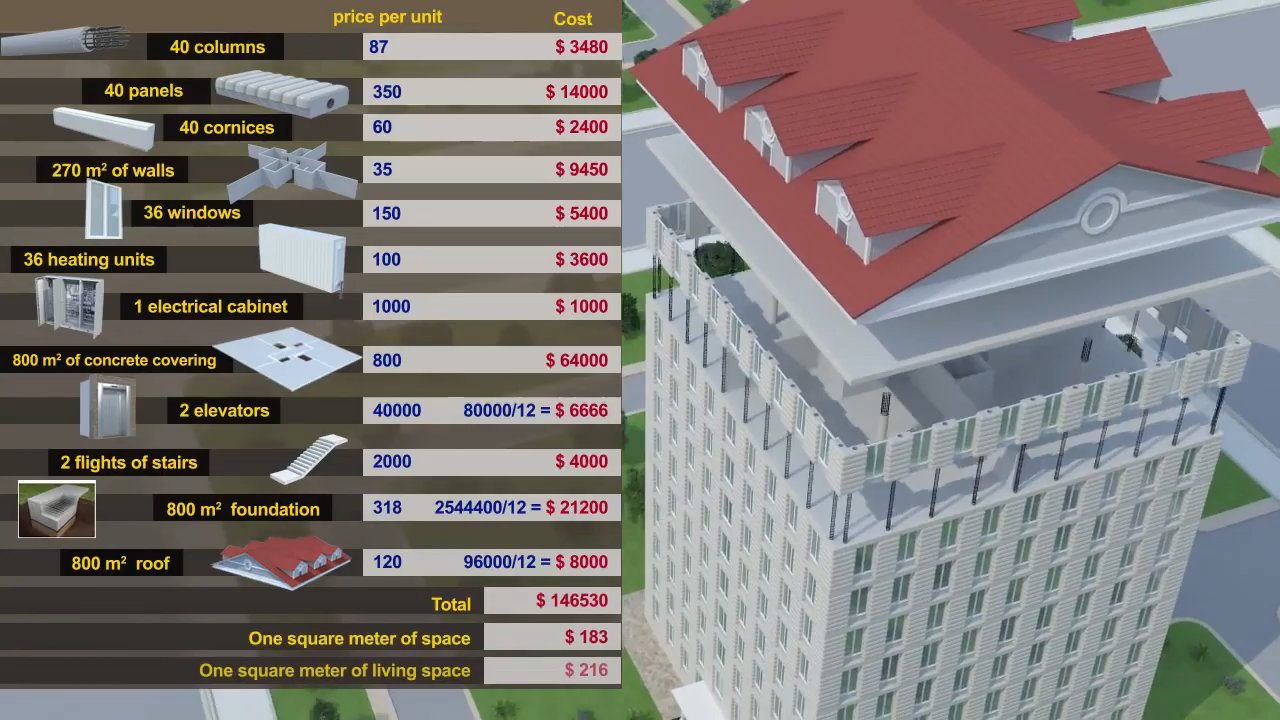 price per unit Cost
40 columns 87 $ 3480
40 panels 350 $ 14000
40 cornices 60 $ 2400
270 m² of walls 35 $ 9450
36 windows 150 $ 5400
36 heating units 100 $ 3600
1 electrical cabinet 1000 $ 1000
800 m² of concrete covering 800 $ 64000
2 elevators 40000 80000/12 = $ 6666
2 flights of stairs 2000 $ 4000
800 m² foundation 318 2544400/12 = $ 21200
800 m² roof 120 96000/12 = $ 8000
Total $ 146530
One square meter of space $ 183
One square meter of living space $ 216